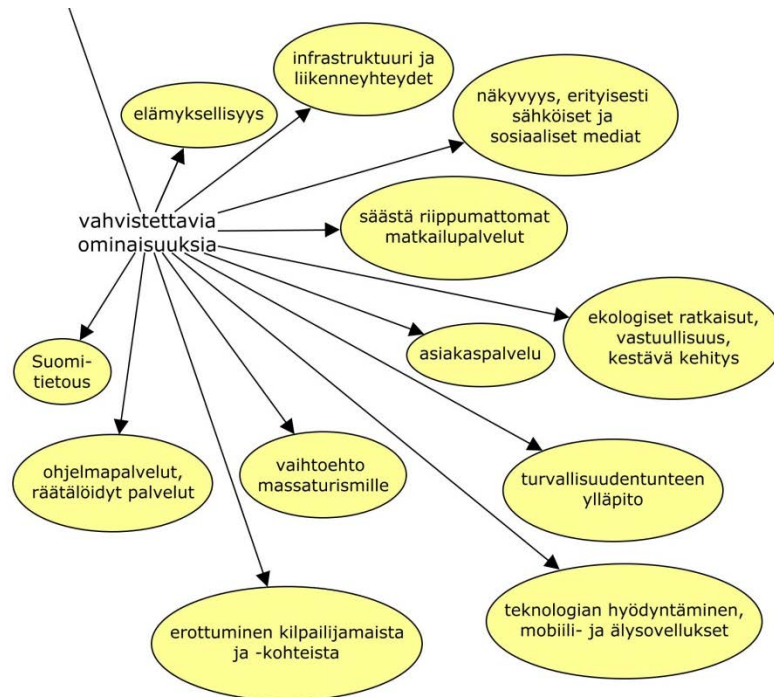 infrastruktuuri ja
liikenneyhteydet
elämyksellisyys
näkyvyys, erityisesti
sähköiset ja
sosiaaliset mediat
vahvistettavia
ominaisuuksia
säästä riippumattomat
matkailupalvelut
ekologiset ratkaisut,
vastuullisuus,
kestävä kehitys
asiakaspalvelu
Suomi-
tietous
ohjelmapalvelut,
räätälöidyt palvelut
vaihtoehto
massaturismille
turvallisuudentunteen
ylläpito
teknologian hyödyntäminen,
mobiili- ja älysovellukset
erottuminen kilpailijamaista
ja -kohteista